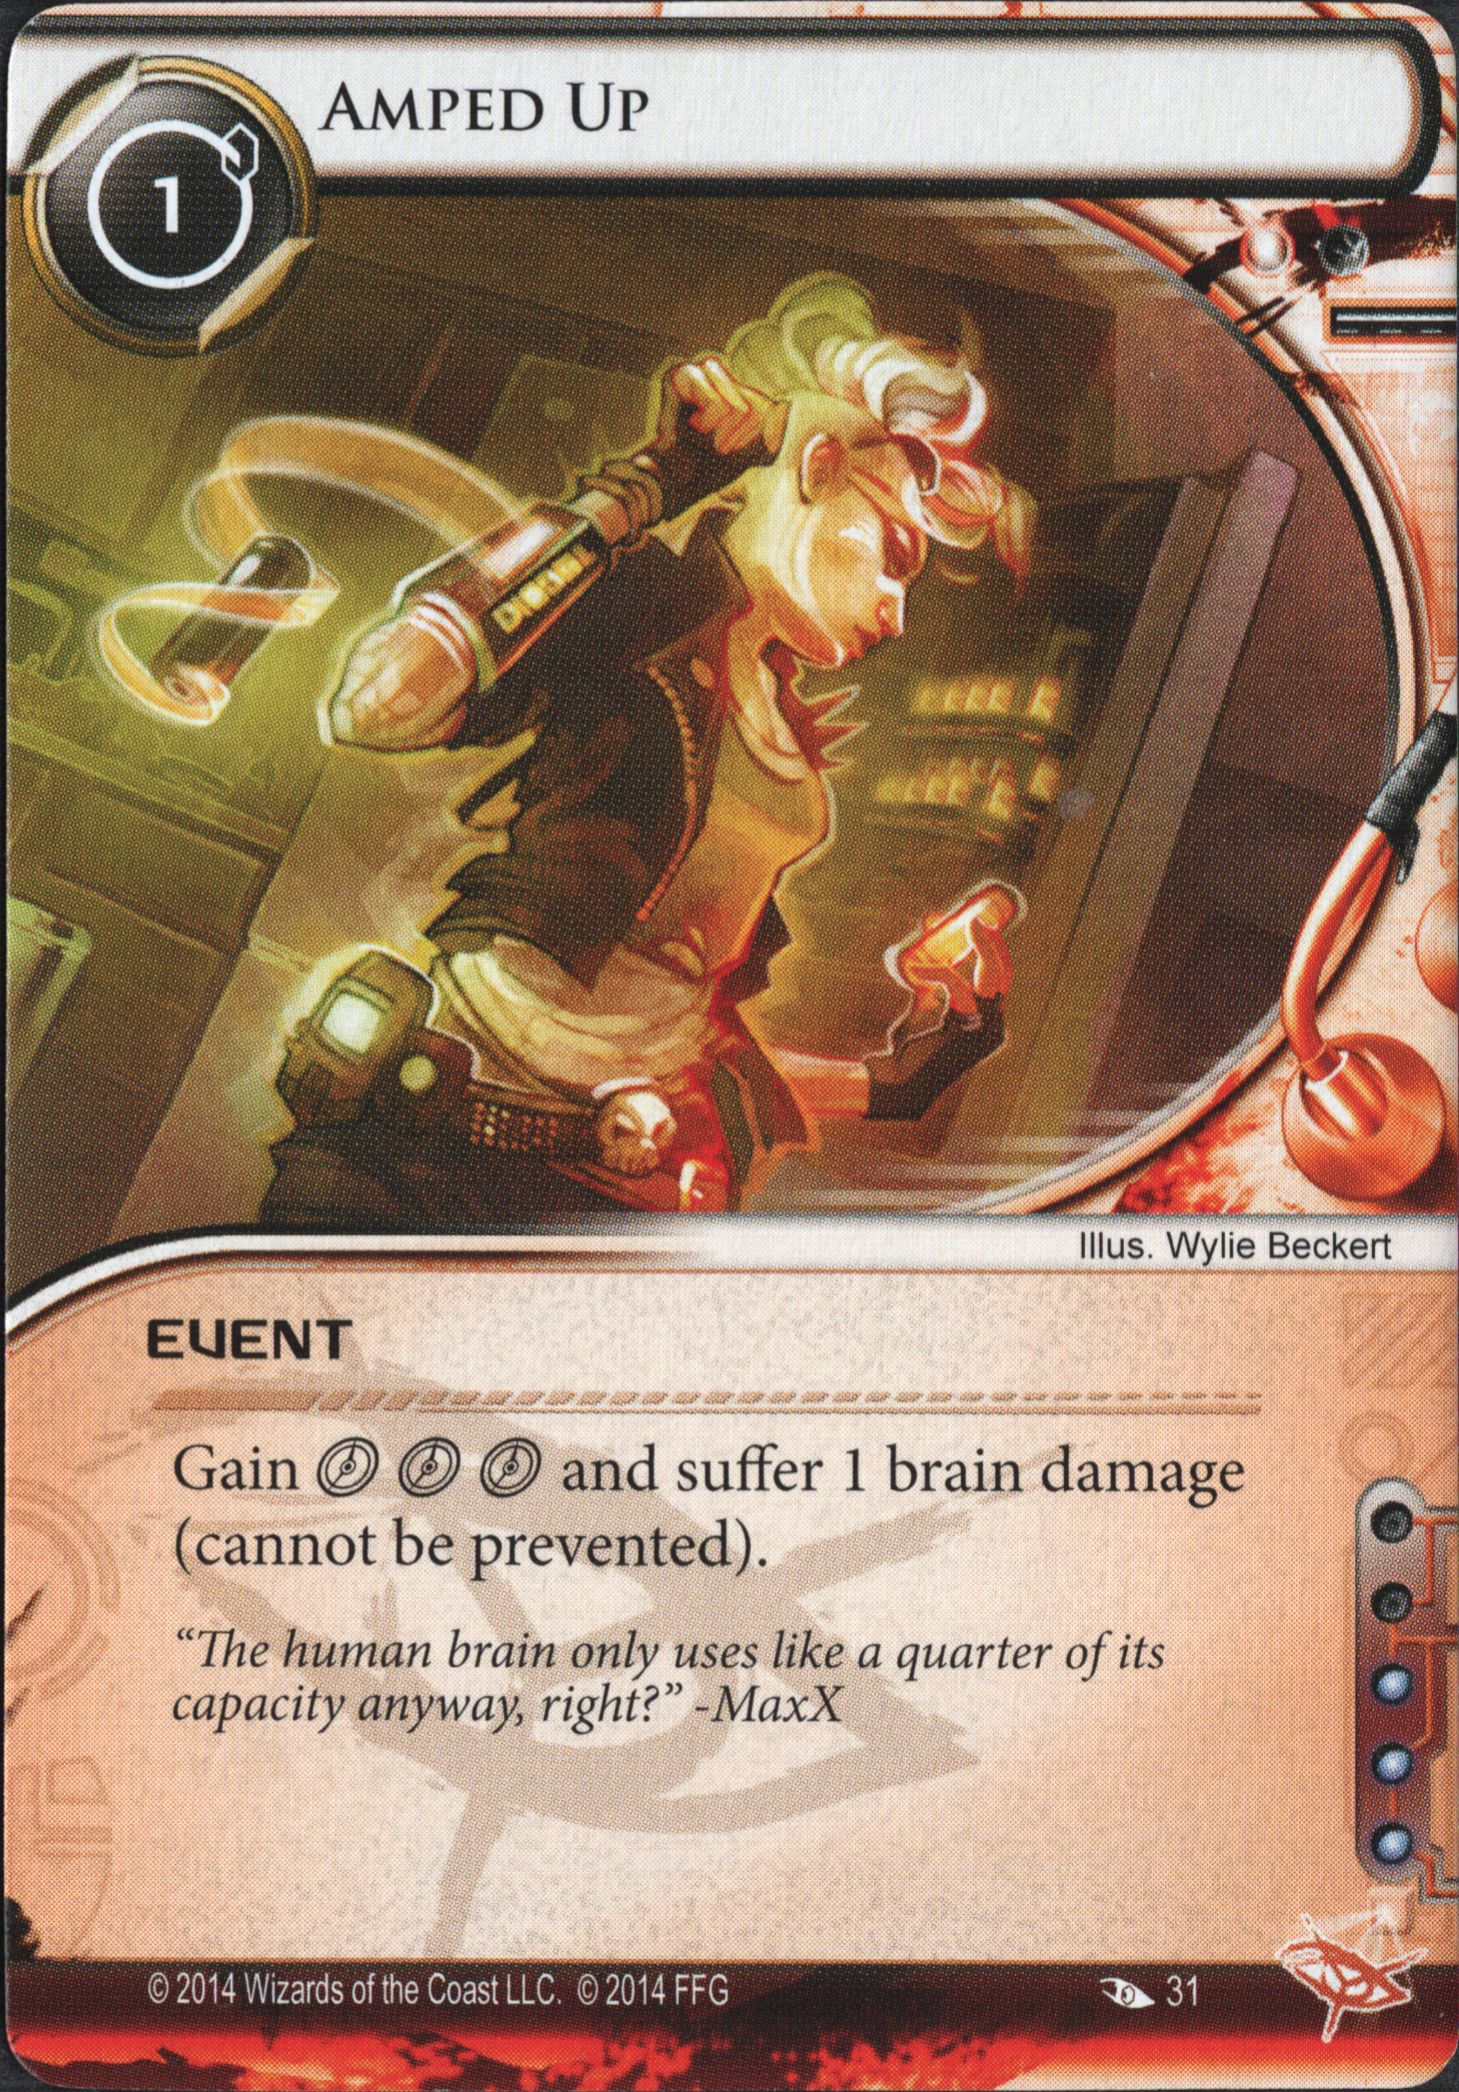 Amped Up
1
Illus. Wylie Beckert
EVENT
Gain and suffer 1 brain damage
(cannot be prevented).
“The human brain only uses like a quarter of its
capacity anyway, right?” -MaxX
© 2014 Wizards of the Coast LLC. © 2014 FFG
31